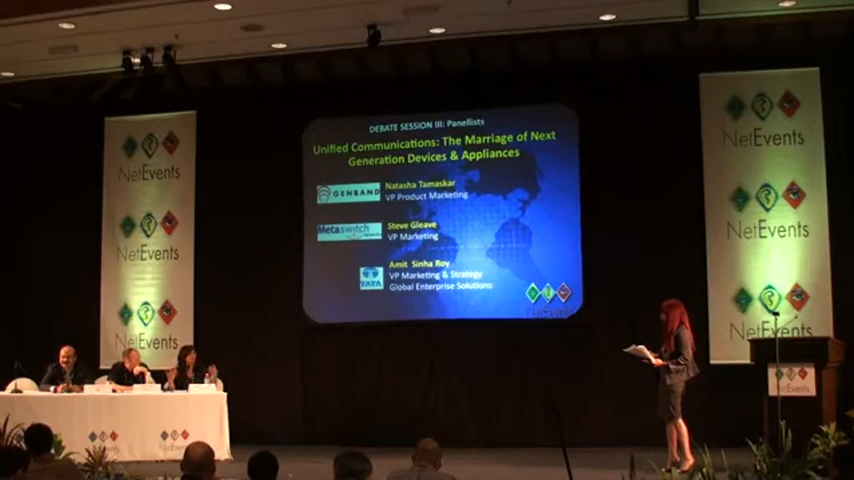 DEBATE SESSION III: Panellists
Unified Communications: The Marriage of Next
Generation Devices & Appliances
GENBAND
Natasha Tamaskar
VP Product Marketing
Metaswitch
Steve Gleave
VP Marketing
TATA
Amit Sinha Roy
VP Marketing & Strategy
Global Enterprise Solutions
NetEvents
NetEvents
NetEvents
NetEvents
NetEvents
NetEvents
NetEvents
NetEvents